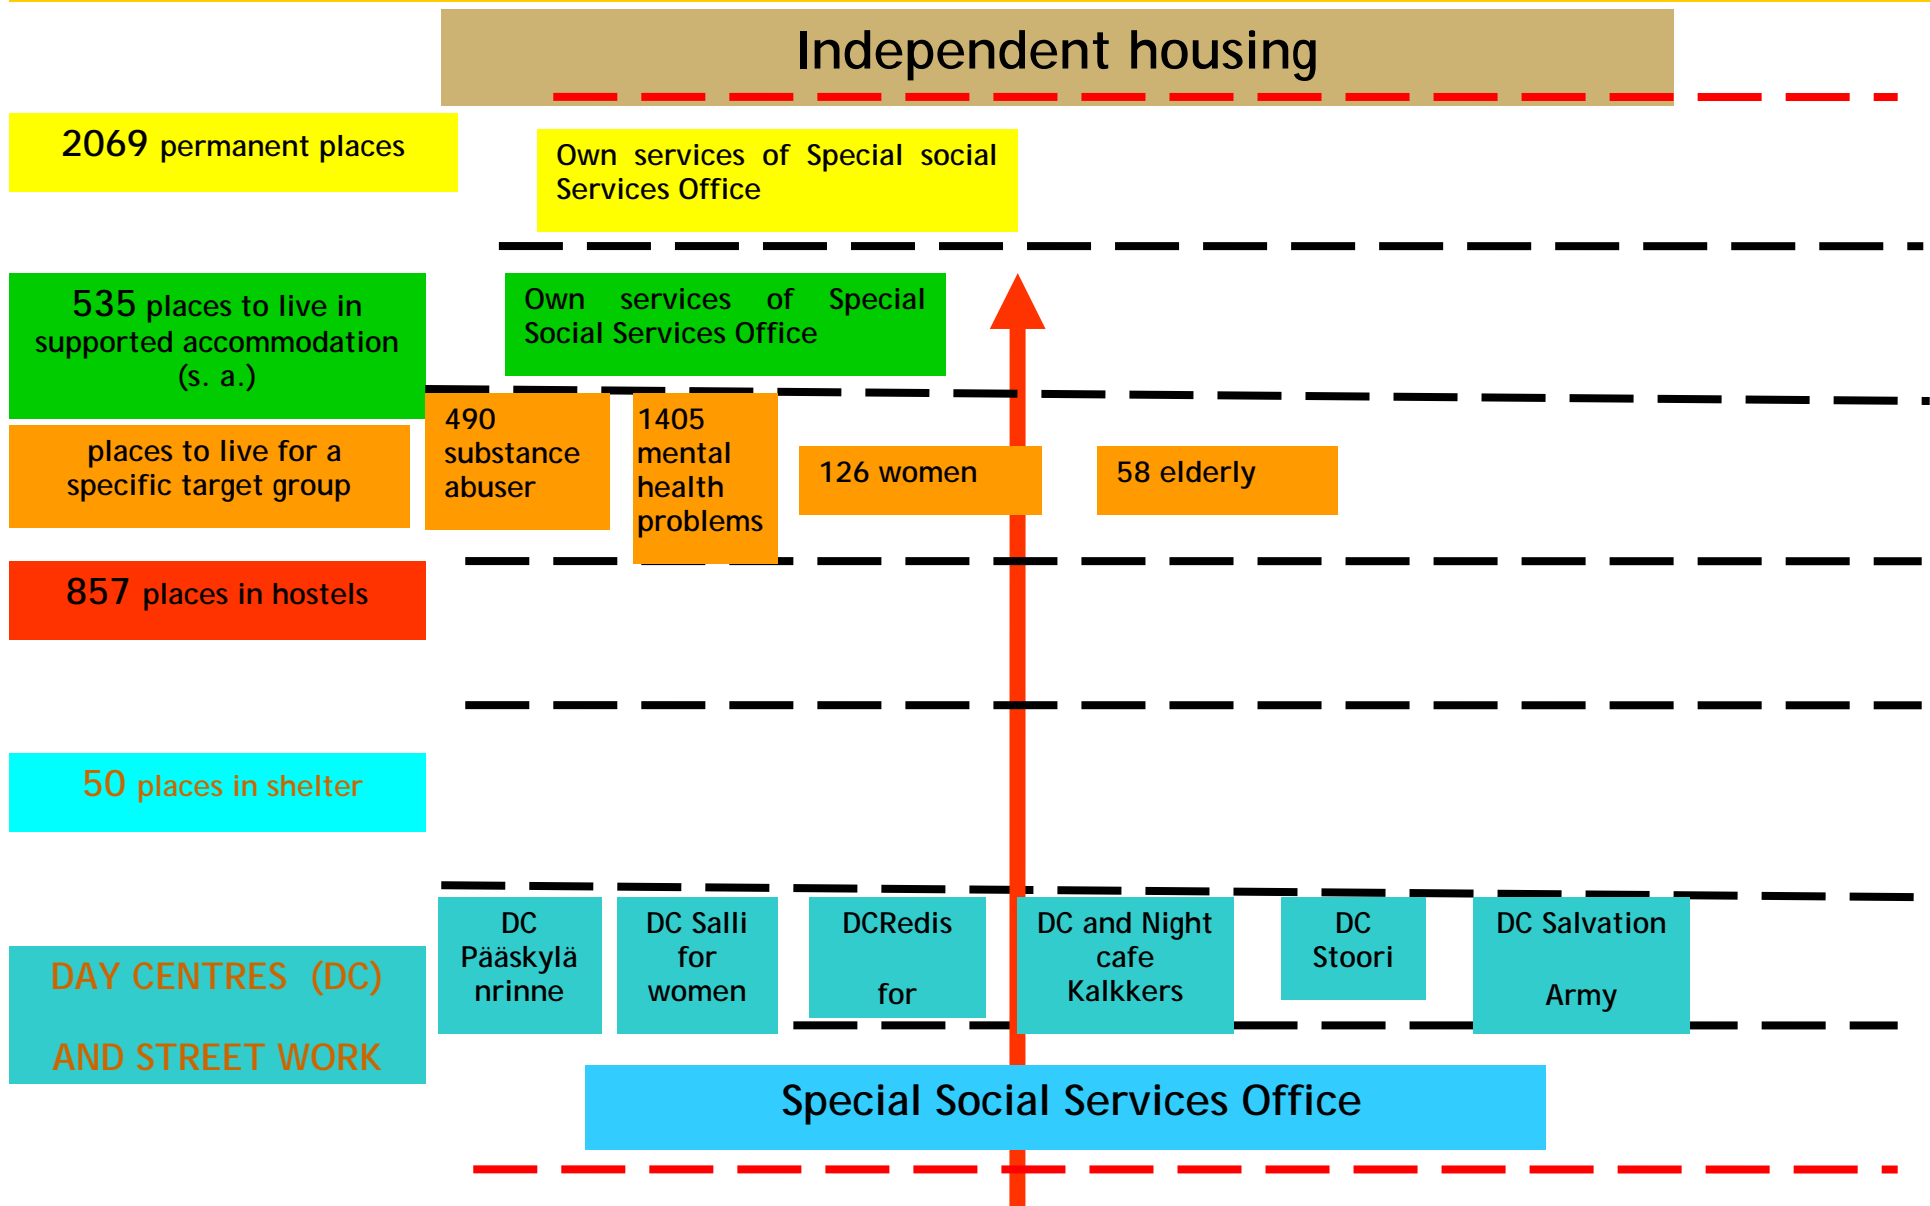 Independent housing
2069 permanent places
Own services of Special social
Services Office
535 places to live in
supported accommodation
(s. a.)
Own services of Special
Social Services Office
places to live for a
specific target group
490
substance
abuser
1405
mental
health
problems
126 women
58 elderly
857 places in hostels
50 places in shelter
DAY CENTRES (DC)
AND STREET WORK
DC
Pääskylä
nrinne
DC Salli
for
women
DCRedis
for
DC and Night
cafe
Kalkkers
DC
Stoori
DC Salvation
Army
Special Social Services Office